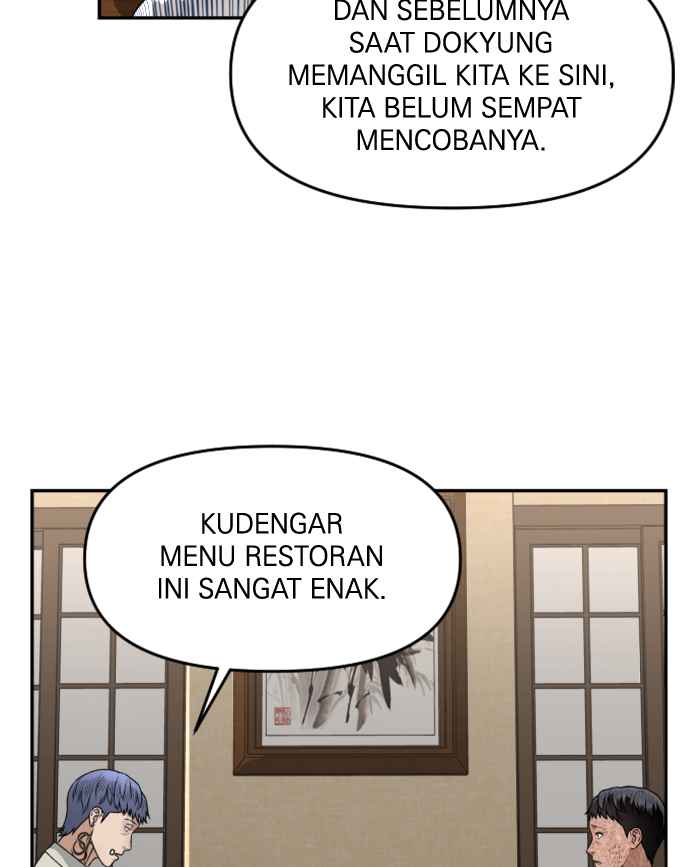 DAN SEBELUMNYA
SAAT DOKYUNG
MEMANGGIL KITA KE SINI,
KITA BELUM SEMPAT
MENCOBANYA.
KUDENGAR
MENU RESTORAN
INI SANGAT ENAK.